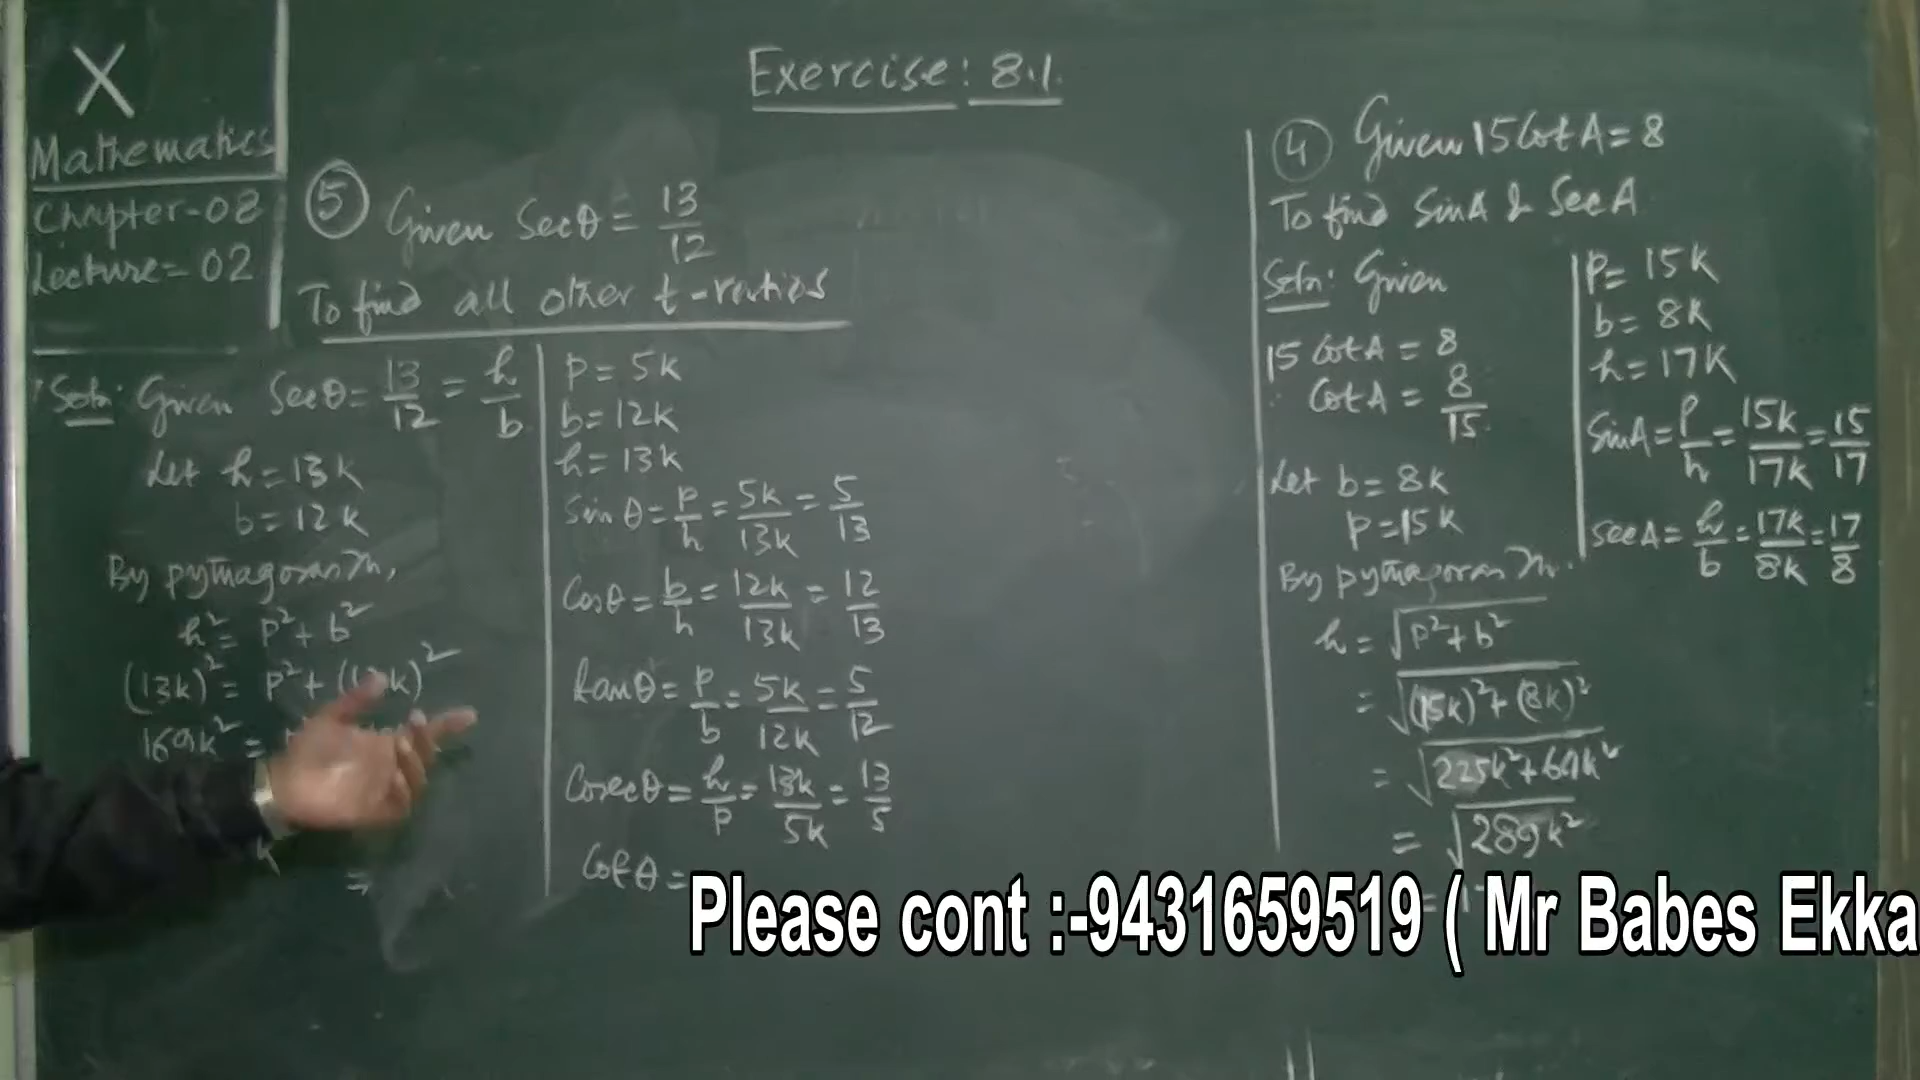 X
Mathematics
Chapter-08
Lecture-02
Exercise: 8.1
5 Given Secθ = 13/12
To find all other t-ratios
Soln: Given Secθ = 13/12 = h/b
Let h = 13k
b = 12k
By pythagoras Th,
h² = p² + b²
(13k)² = p² + (12k)²
169k² =
p = 5k
b = 12k
h = 13k
Sinθ = p/h = 5k/13k = 5/13
Cosθ = b/h = 12k/13k = 12/13
tanθ = p/b = 5k/12k = 5/12
Cosecθ = h/p = 13k/5k = 13/5
Cotθ =
4 Given 15 Cot A = 8
To find SinA & SecA
Soln: Given
15 Cot A = 8
Cot A = 8/15
Let b = 8k
p = 15k
By pythagoras Th.
h = √p² + b²
= √(15k)² + (8k)²
= √225k² + 64k²
= √289k²
P = 15k
b = 8k
h = 17k
SinA = p/h = 15k/17k = 15/17
SecA = h/b = 17k/8k = 17/8
Please cont :-9431659519 ( Mr Babes Ekka